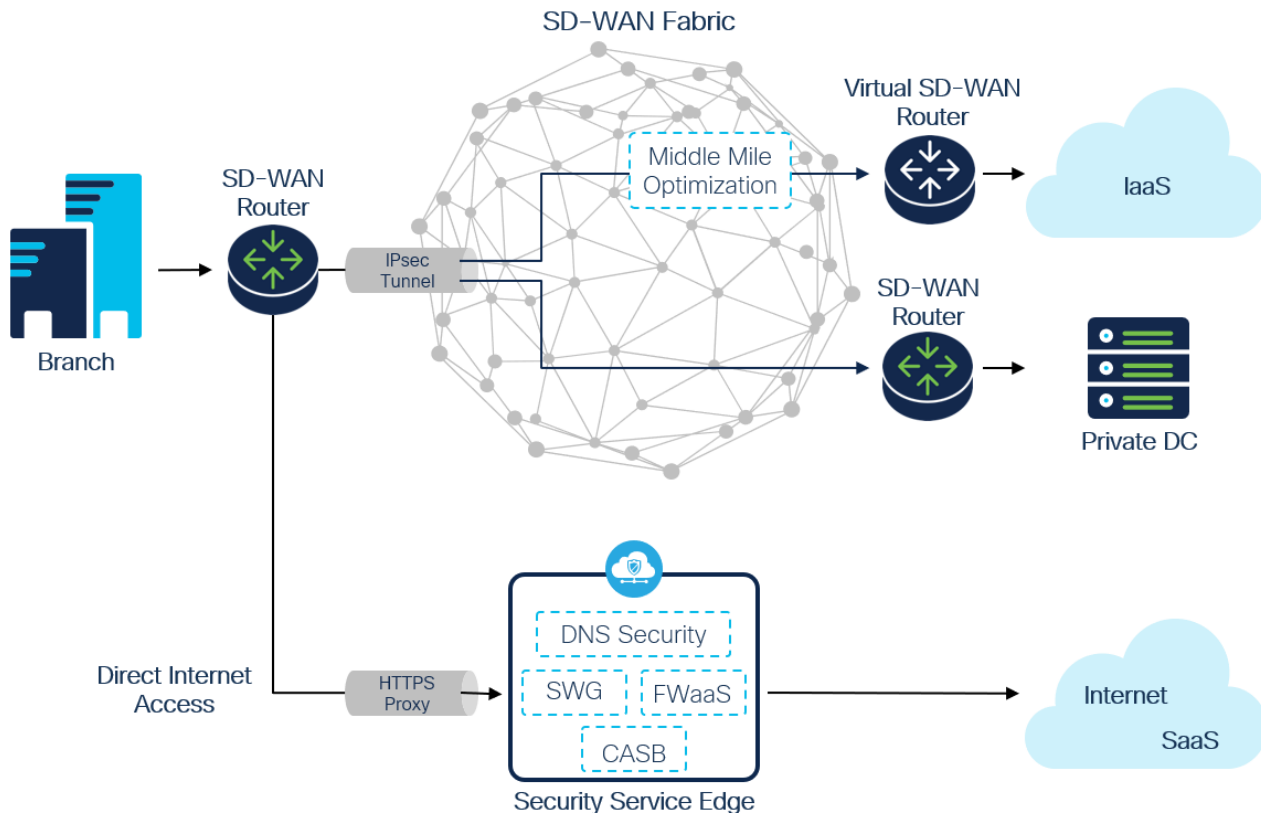 SD-WAN Fabric
Virtual SD-WAN
Router
IaaS
Middle Mile
Optimization
SD-WAN
Router
IPsec
Tunnel
Branch
SD-WAN
Router
Private DC
Direct Internet
Access
HTTPS
Proxy
DNS Security
SWG
FWaaS
CASB
Security Service Edge
Internet
SaaS